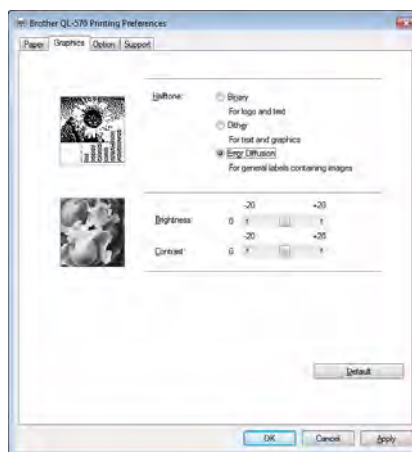 Brother QL-570 Printing Preferences
Paper Graphics Option Support
Halftone: Binary
For logo and text
Dither
For text and graphics
Error Diffusion
For general labels containing images
-20 +20
Brightness: 0
-20 +20
Contrast: 0
Default
OK Cancel Apply